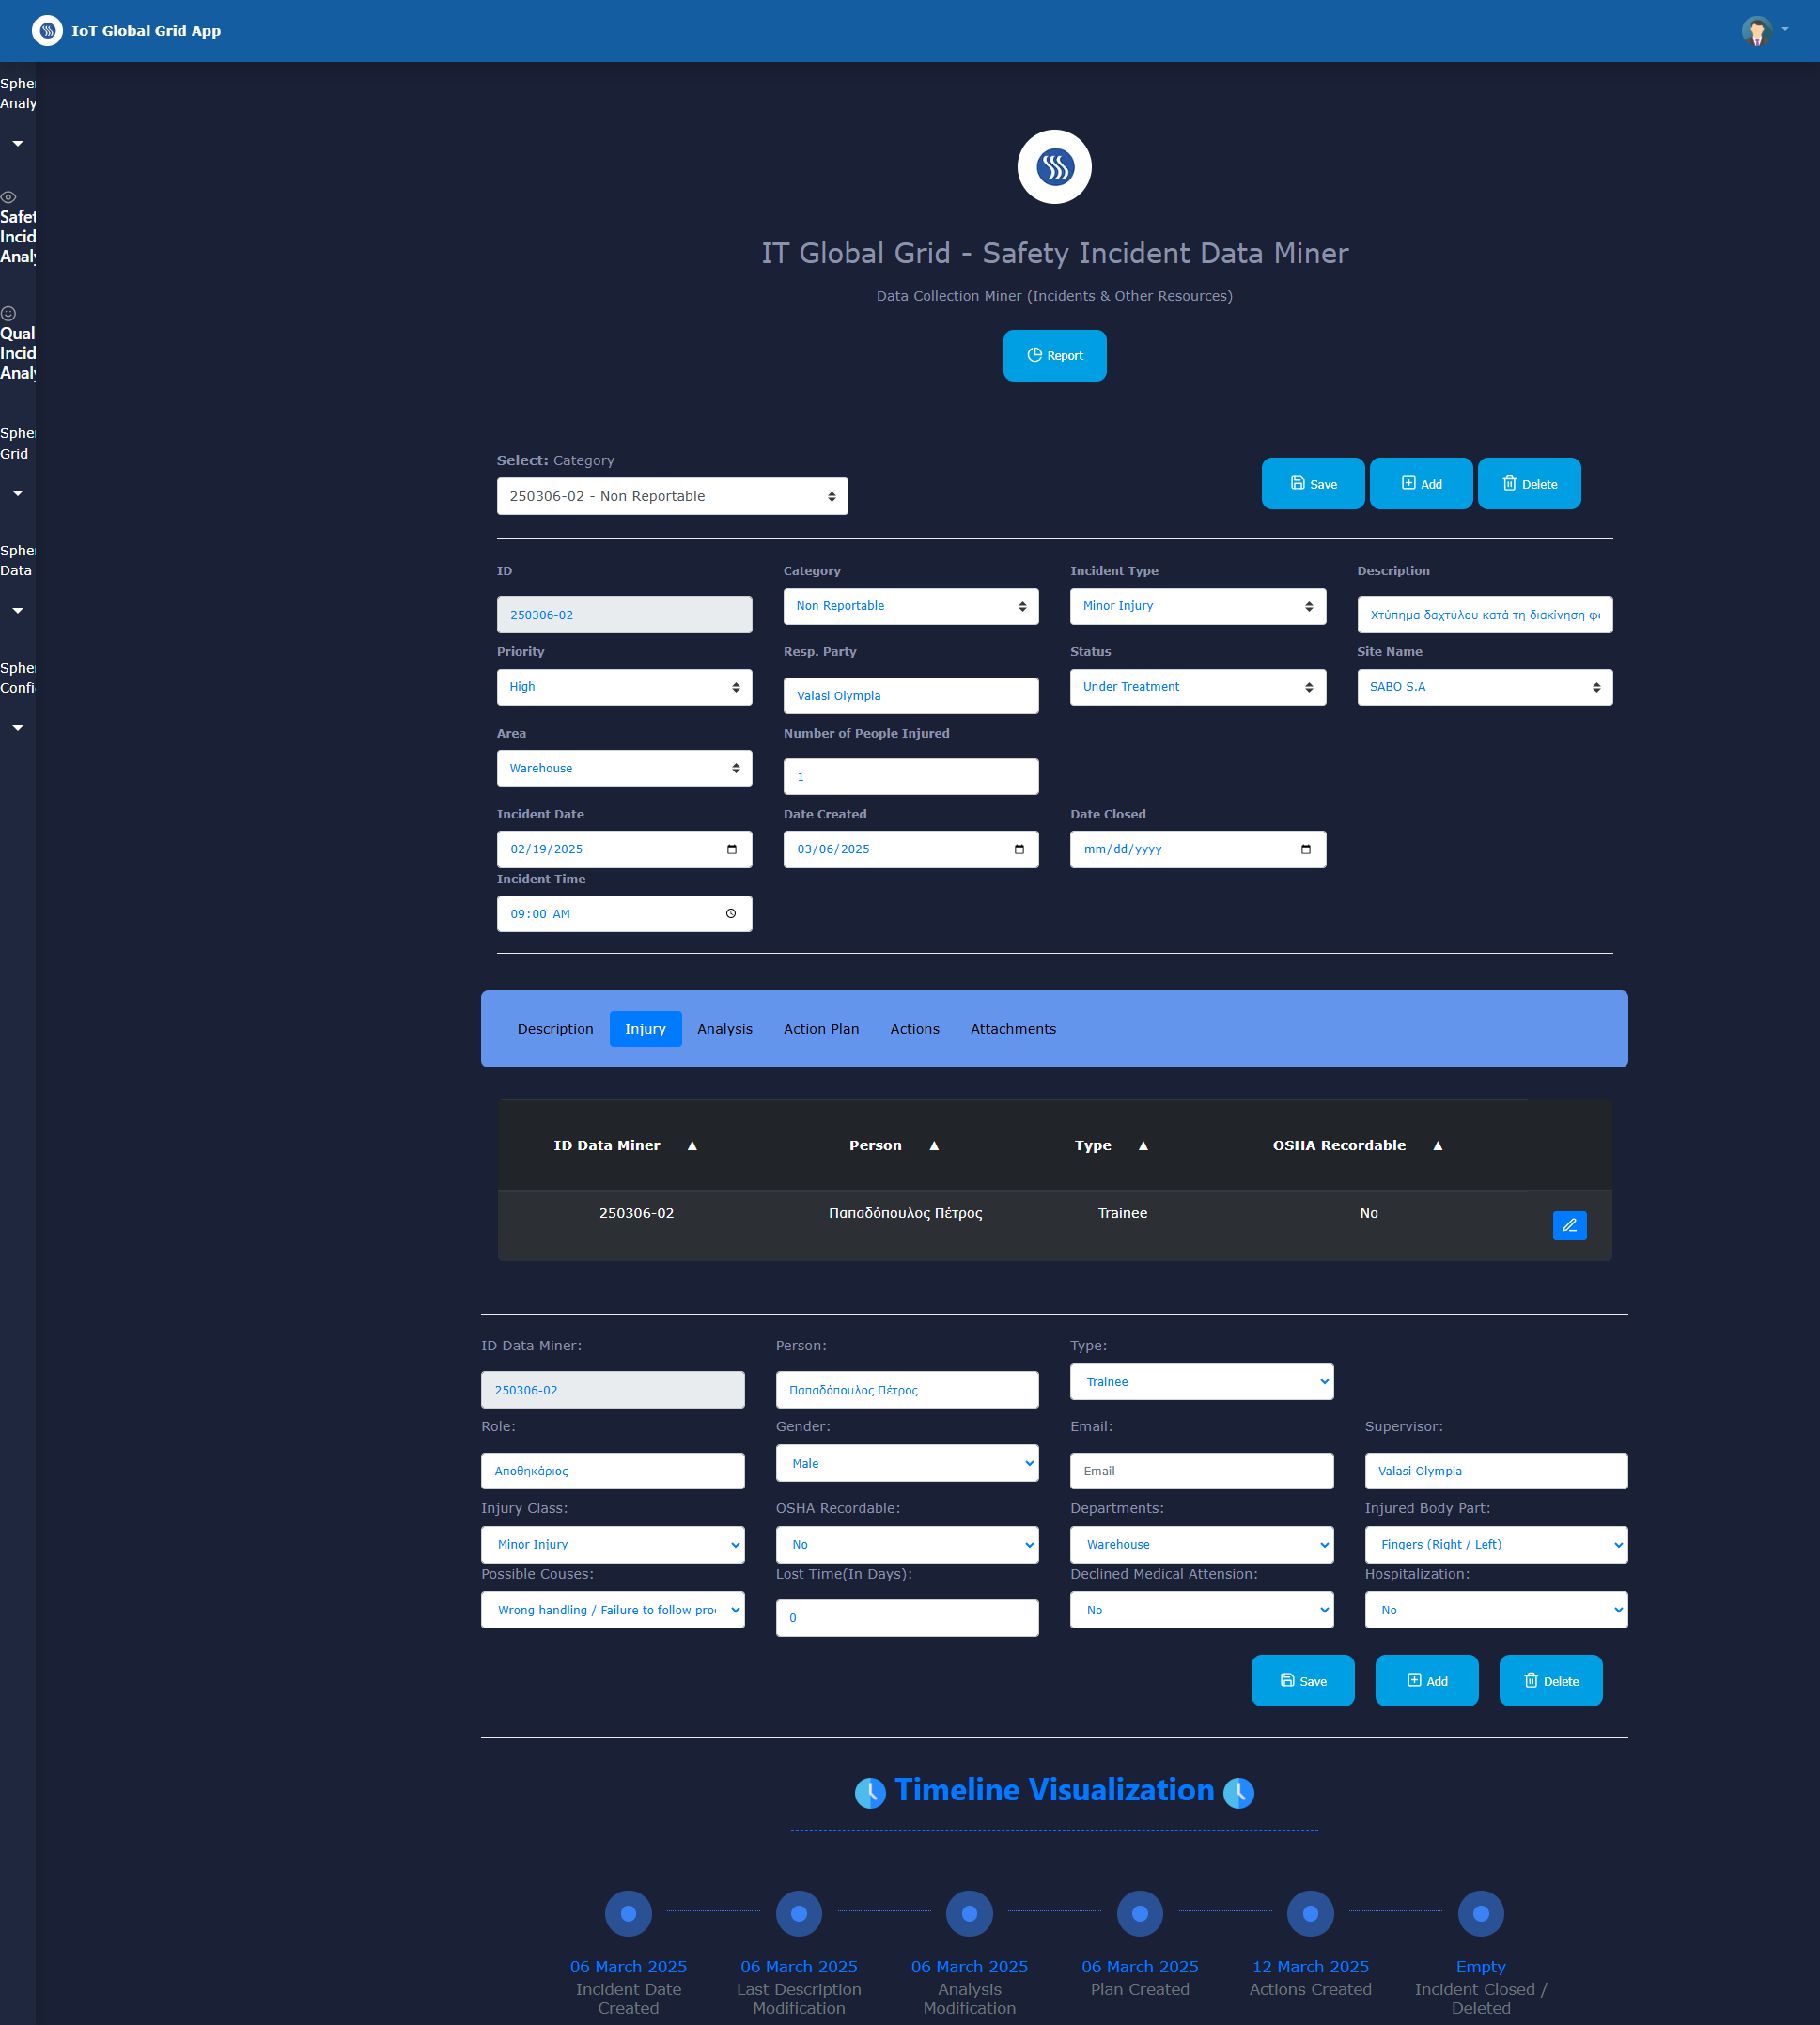 IoT Global Grid App
Analy
Safet
Incid
Analy
Qual
Incid
Analy
Grid
Data
Confi
IT Global Grid - Safety Incident Data Miner
Data Collection Miner (Incidents & Other Resources)
Report
Select: Category
250306-02 - Non Reportable
Save Add Delete
ID Category Incident Type Description
250306-02 Non Reportable Minor Injury Χτύπημα δαχτύλου κατά τη διακίνηση
Priority Resp. Party Status Site Name
High Valasi Olympia Under Treatment SABO S.A
Area Number of People Injured
Warehouse 1
Incident Date Date Created Date Closed
02/19/2025 03/06/2025 mm/dd/yyyy
Incident Time
09:00 AM
Description Injury Analysis Action Plan Actions Attachments
ID Data Miner ▲ Person ▲ Type ▲ OSHA Recordable ▲
250306-02 Παπαδόπουλος Πέτρος Trainee No
ID Data Miner: Person: Type:
250306-02 Παπαδόπουλος Πέτρος Trainee
Role: Gender: Email: Supervisor:
Αποθηκάριος Male Email Valasi Olympia
Injury Class: OSHA Recordable: Departments: Injured Body Part:
Minor Injury No Warehouse Fingers (Right / Left)
Possible Couses: Lost Time(In Days): Declined Medical Attension: Hospitalization:
Wrong handling / Failure to follow 0 No No
Save Add Delete
Timeline Visualization
06 March 2025 06 March 2025 06 March 2025 06 March 2025 12 March 2025 Empty
Incident Date Last Description Analysis Plan Created Actions Created Incident Closed /
Created Modification Modification Deleted